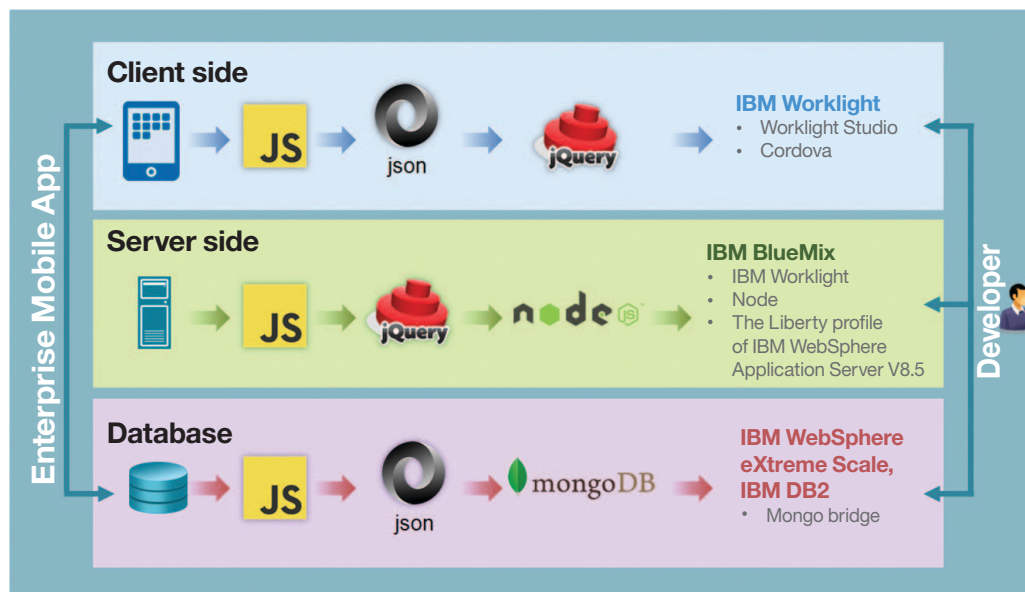 Enterprise Mobile App
Client side
JS
json
jQuery
IBM Worklight
• Worklight Studio
• Cordova
Server side
JS
jQuery
node
JS
IBM BlueMix
• IBM Worklight
• Node
• The Liberty profile
of IBM WebSphere
Application Server V8.5
Database
JS
json
mongoDB
IBM WebSphere
eXtreme Scale,
IBM DB2
• Mongo bridge
Developer